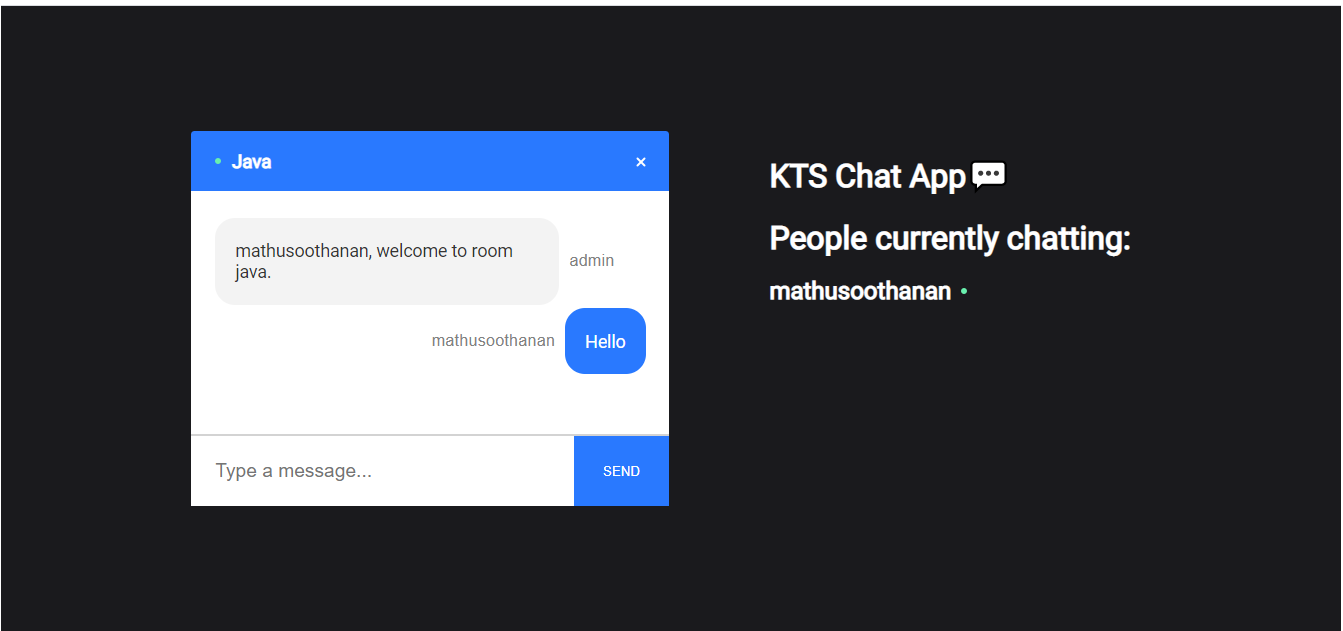 Java ×
mathusoothanan, welcome to room
java.
admin
mathusoothanan
Hello
Type a message...
SEND
KTS Chat App 💬
People currently chatting:
mathusoothanan